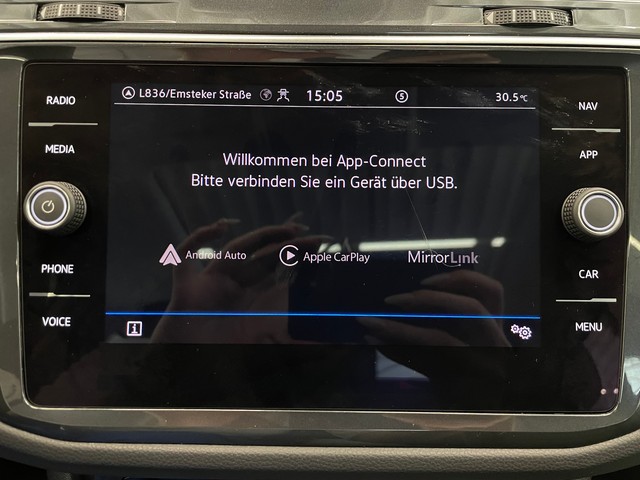 RADIO
MEDIA
PHONE
VOICE
L836/Emsteker Straße 15:05 5 30.5°C
Willkommen bei App-Connect
Bitte verbinden Sie ein Gerät über USB.
Android Auto Apple CarPlay MirrorLink
i
NAV
APP
CAR
MENU